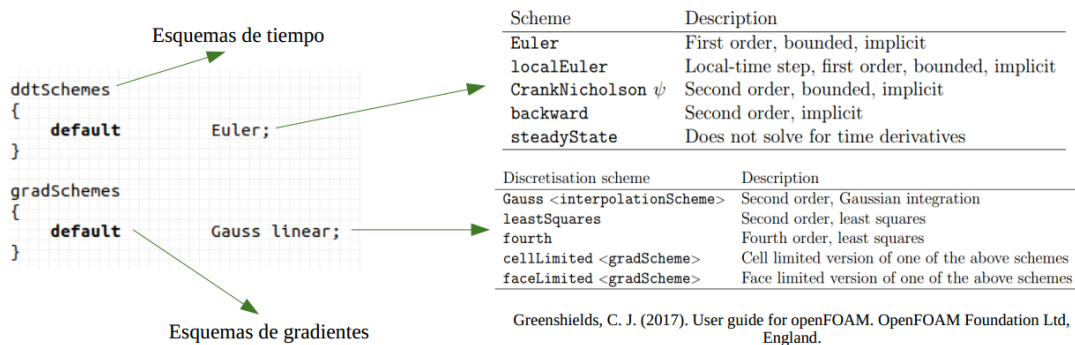 Esquemas de tiempo
ddtSchemes
{
default Euler;
}
gradSchemes
{
default Gauss linear;
}
Esquemas de gradientes
Scheme Description
Euler First order, bounded, implicit
localEuler Local-time step, first order, bounded, implicit
CrankNicholson ψ Second order, bounded, implicit
backward Second order, implicit
steadyState Does not solve for time derivatives
Discretisation scheme Description
Gauss <interpolationScheme> Second order, Gaussian integration
leastSquares Second order, least squares
fourth Fourth order, least squares
cellLimited <gradScheme> Cell limited version of one of the above schemes
faceLimited <gradScheme> Face limited version of one of the above schemes
Greenshields, C. J. (2017). User guide for openFOAM. OpenFOAM Foundation Ltd,
England.